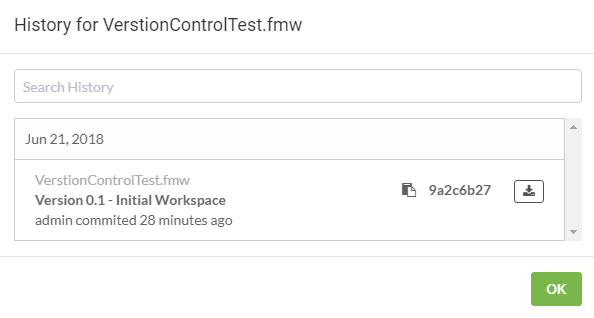 History for VerstionControlTest.fmw
Search History
Jun 21, 2018
VerstionControlTest.fmw
Version 0.1 - Initial Workspace
9a2c6b27
admin commited 28 minutes ago
OK